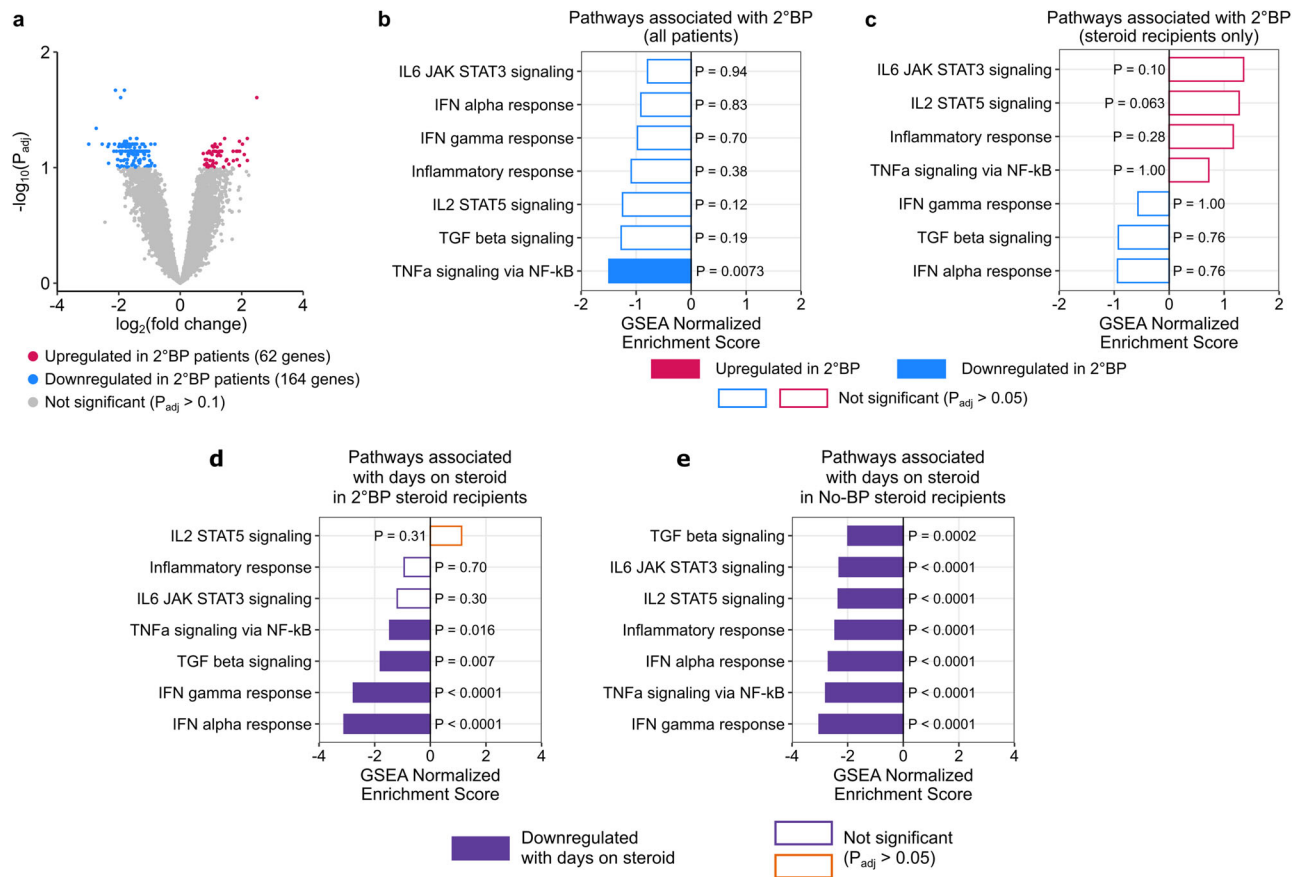 a
2
1
0
-log10(Padj)
-4
-2
0
2
4
log2(fold change)
Upregulated in 2°BP patients (62 genes)
Downregulated in 2°BP patients (164 genes)
Not significant (Padj > 0.1)
b
Pathways associated with 2°BP
(all patients)
IL6 JAK STAT3 signaling
P = 0.94
IFN alpha response
P = 0.83
IFN gamma response
P = 0.70
Inflammatory response
P = 0.38
IL2 STAT5 signaling
P = 0.12
TGF beta signaling
P = 0.19
TNFa signaling via NF-kB
P = 0.0073
-2
-1
0
1
2
GSEA Normalized
Enrichment Score
c
Pathways associated with 2°BP
(steroid recipients only)
IL6 JAK STAT3 signaling
P = 0.10
IL2 STAT5 signaling
P = 0.063
Inflammatory response
P = 0.28
TNFa signaling via NF-kB
P = 1.00
IFN gamma response
P = 1.00
TGF beta signaling
P = 0.76
IFN alpha response
P = 0.76
-2
-1
0
1
2
GSEA Normalized
Enrichment Score
Upregulated in 2°BP
Downregulated in 2°BP
Not significant (Padj > 0.05)
d
Pathways associated
with days on steroid
in 2°BP steroid recipients
IL2 STAT5 signaling
P = 0.31
Inflammatory response
P = 0.70
IL6 JAK STAT3 signaling
P = 0.30
TNFa signaling via NF-kB
P = 0.016
TGF beta signaling
P = 0.007
IFN gamma response
P < 0.0001
IFN alpha response
P < 0.0001
-4
-2
0
2
4
GSEA Normalized
Enrichment Score
e
Pathways associated
with days on steroid
in No-BP steroid recipients
TGF beta signaling
P = 0.0002
IL6 JAK STAT3 signaling
P < 0.0001
IL2 STAT5 signaling
P < 0.0001
Inflammatory response
P < 0.0001
IFN alpha response
P < 0.0001
TNFa signaling via NF-kB
P < 0.0001
IFN gamma response
P < 0.0001
-4
-2
0
2
4
GSEA Normalized
Enrichment Score
Downregulated
with days on steroid
Not significant
(Padj > 0.05)